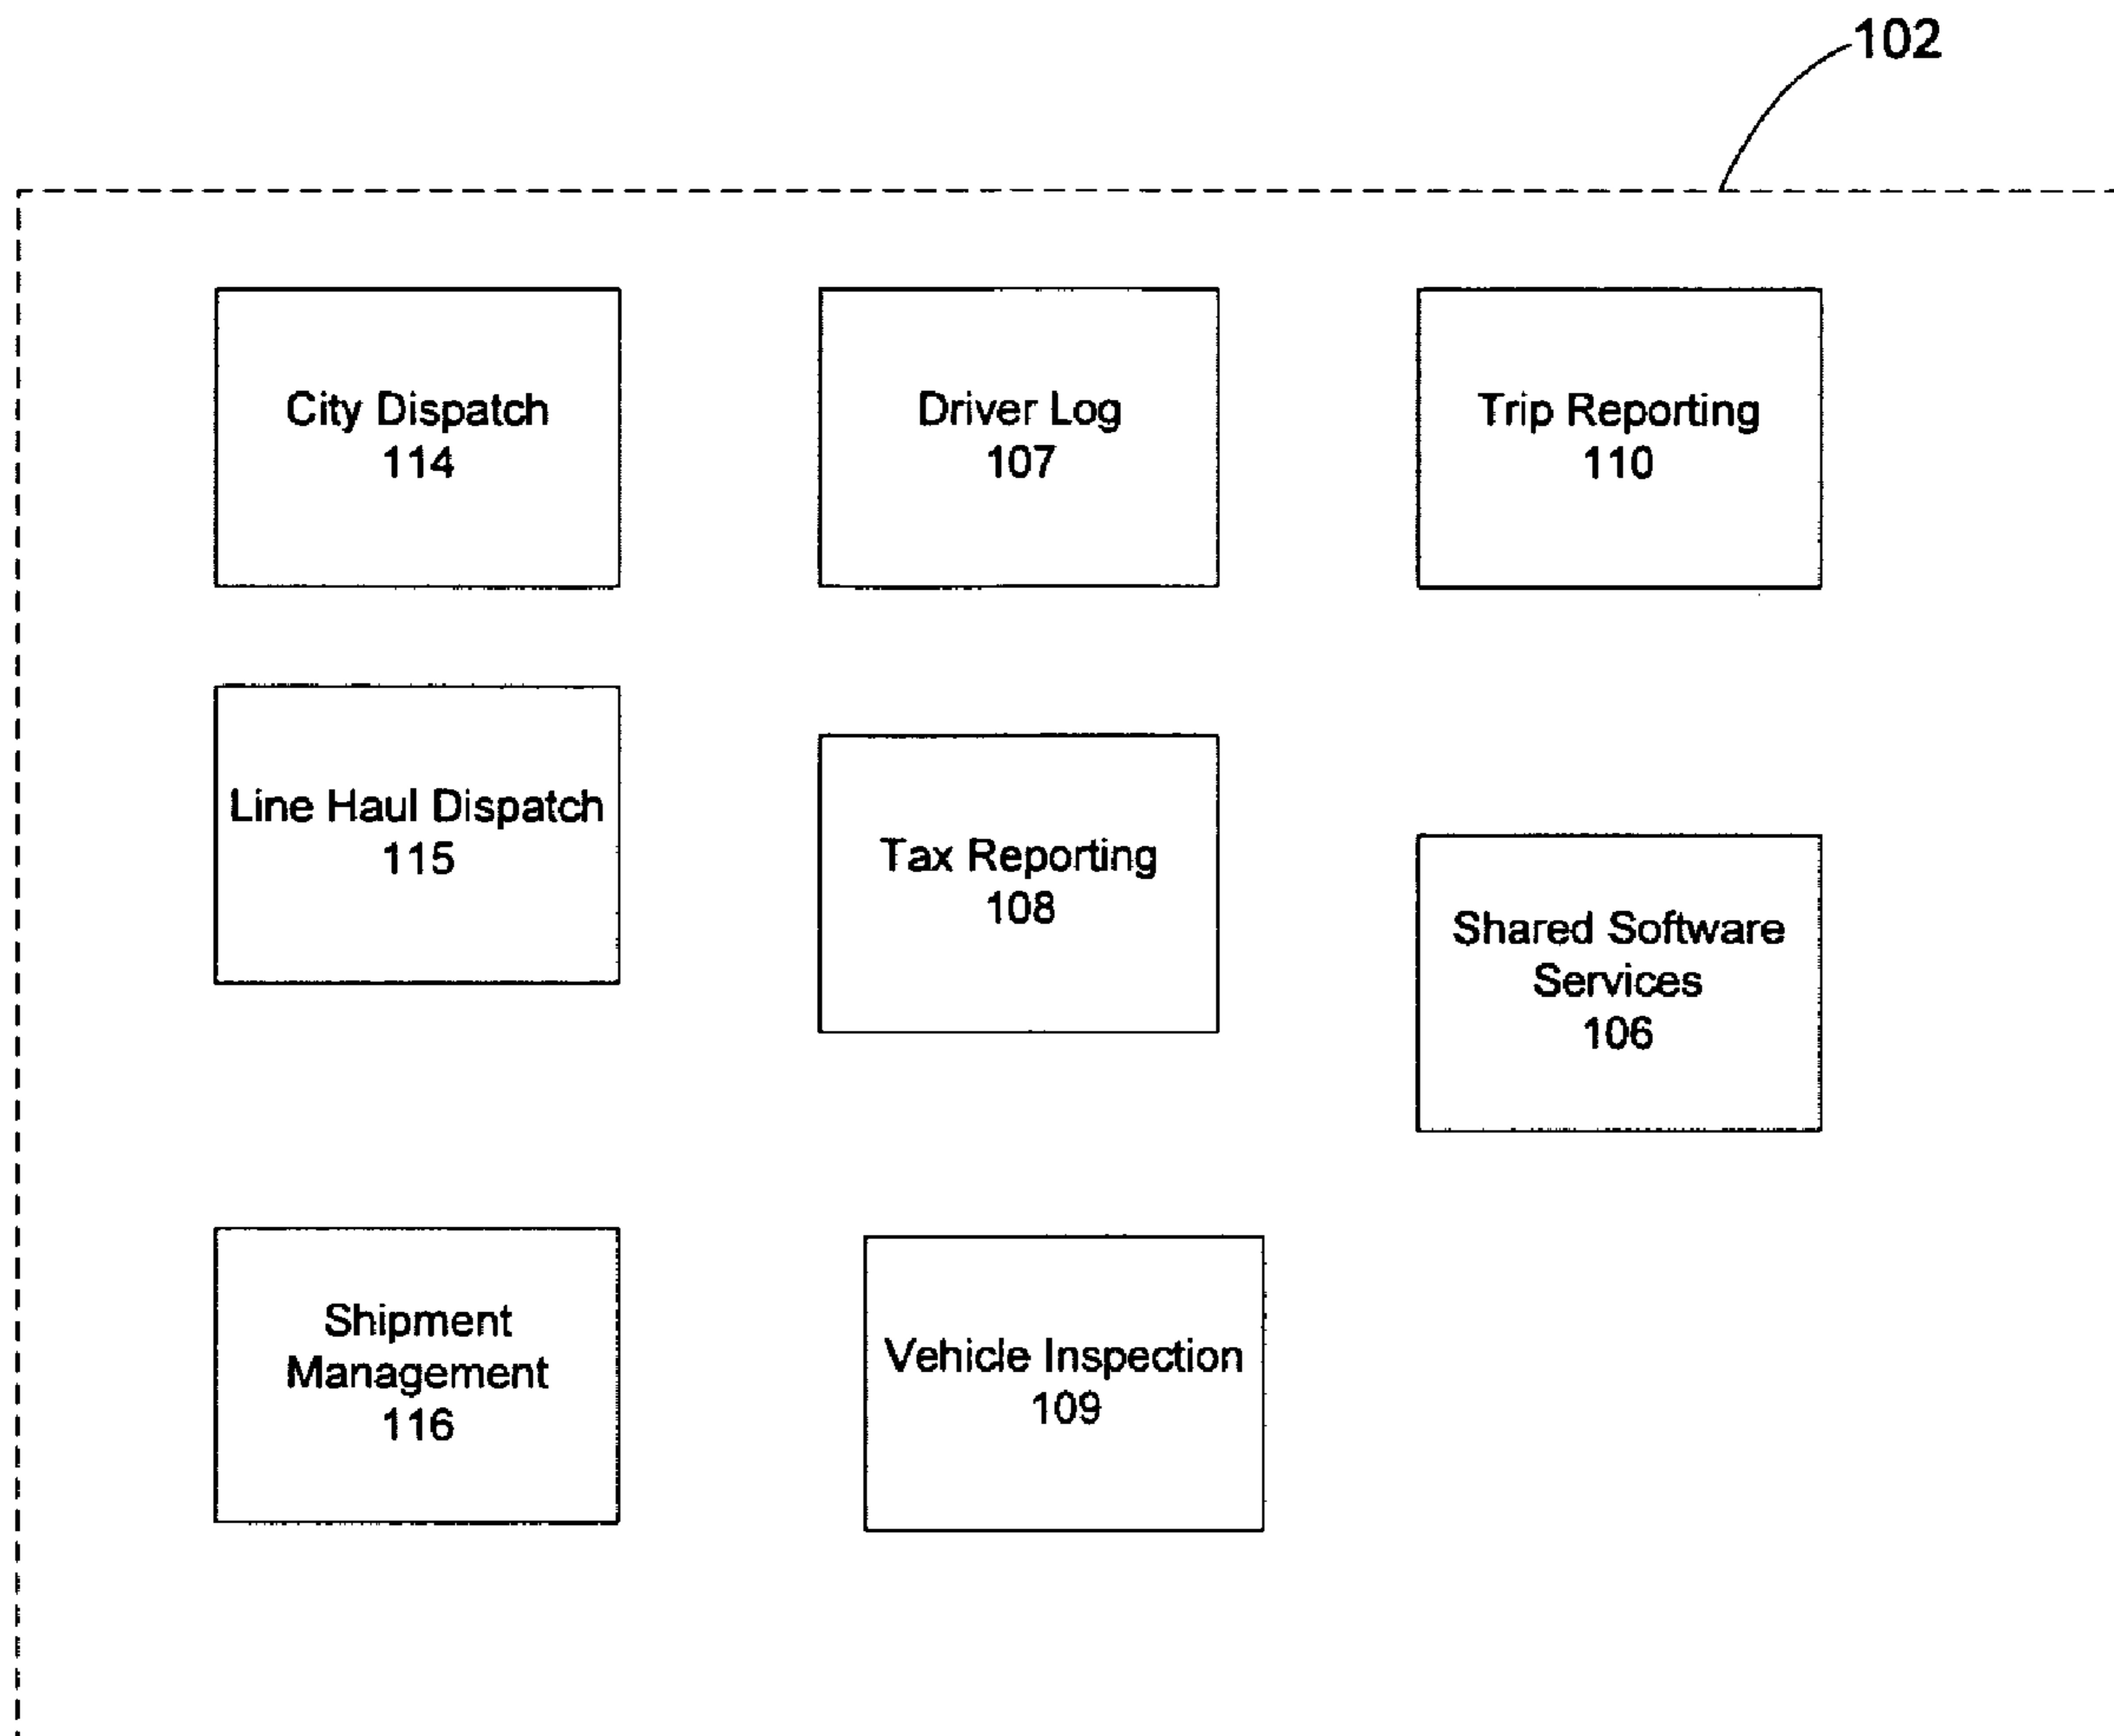 102
City Dispatch
114
Driver Log
107
Trip Reporting
110
Line Haul Dispatch
115
Tax Reporting
108
Shared Software
Services
106
Shipment
Management
116
Vehicle Inspection
109